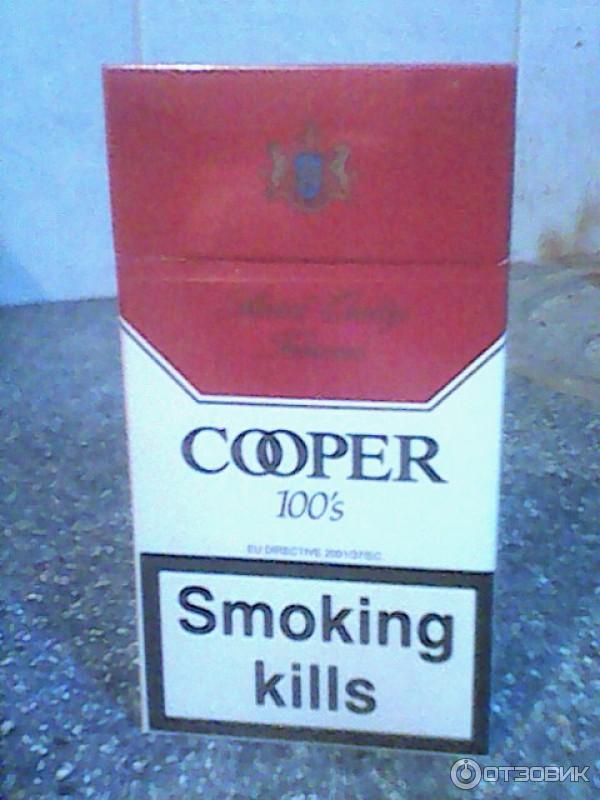 COOPER
100's
EU DIRECTIVE 2001/37/EC
Smoking
kills
ОТЗОВИК